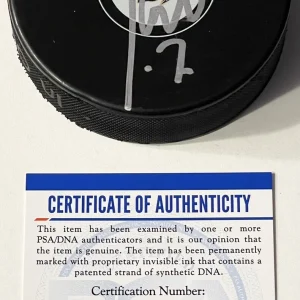 .7
CERTIFICATE OF AUTHENTICITY
This item has been examined by one or more
PSA/DNA authenticators and it is our opinion that
the item is genuine. The item has been permanently
marked with proprietary invisible ink that contains a
patented strand of synthetic DNA.
Certification Number: